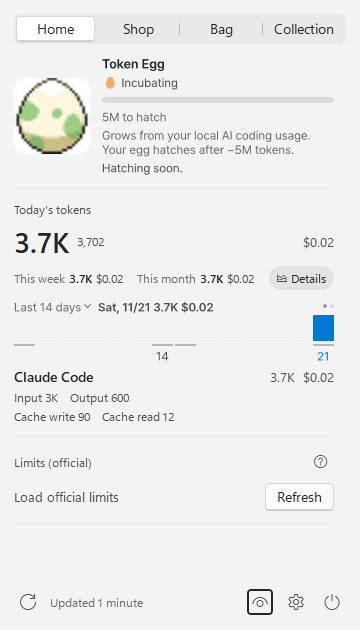 Home Shop Bag Collection
Token Egg
Incubating
5M to hatch
Grows from your local AI coding usage.
Your egg hatches after ~5M tokens.
Hatching soon.
Today's tokens
3.7K 3,702 $0.02
This week 3.7K $0.02 This month 3.7K $0.02 Details
Last 14 days Sat, 11/21 3.7K $0.02
14 21
Claude Code 3.7K $0.02
Input 3K Output 600
Cache write 90 Cache read 12
Limits (official)
Load official limits Refresh
Updated 1 minute